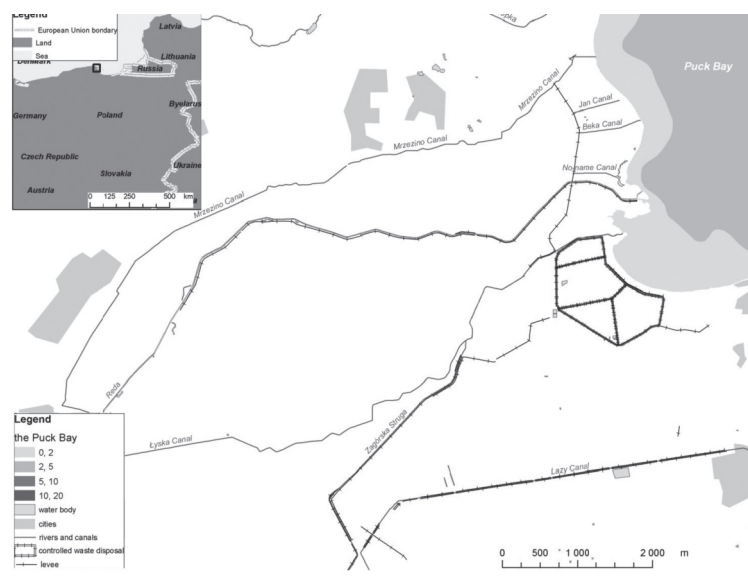 Legend
European Union bondary
Land
Sea
Latvia
Lithuania
Denmark
Russia
Germany
Poland
Byelarus
Czech Republic
Ukraine
Slovakia
Austria
0 125 250 500 km
Puck Bay
Mrzezino Canal
Jan Canal
Beka Canal
Mrzezino Canal
No-name Canal
Mrzezino Canal
Reda
Łyska Canal
Zagórska Struga
Lazy Canal
Legend
the Puck Bay
0, 2
2, 5
5, 10
10, 20
water body
cities
rivers and canals
controlled waste disposal
levee
0 500 1 000 2 000 m